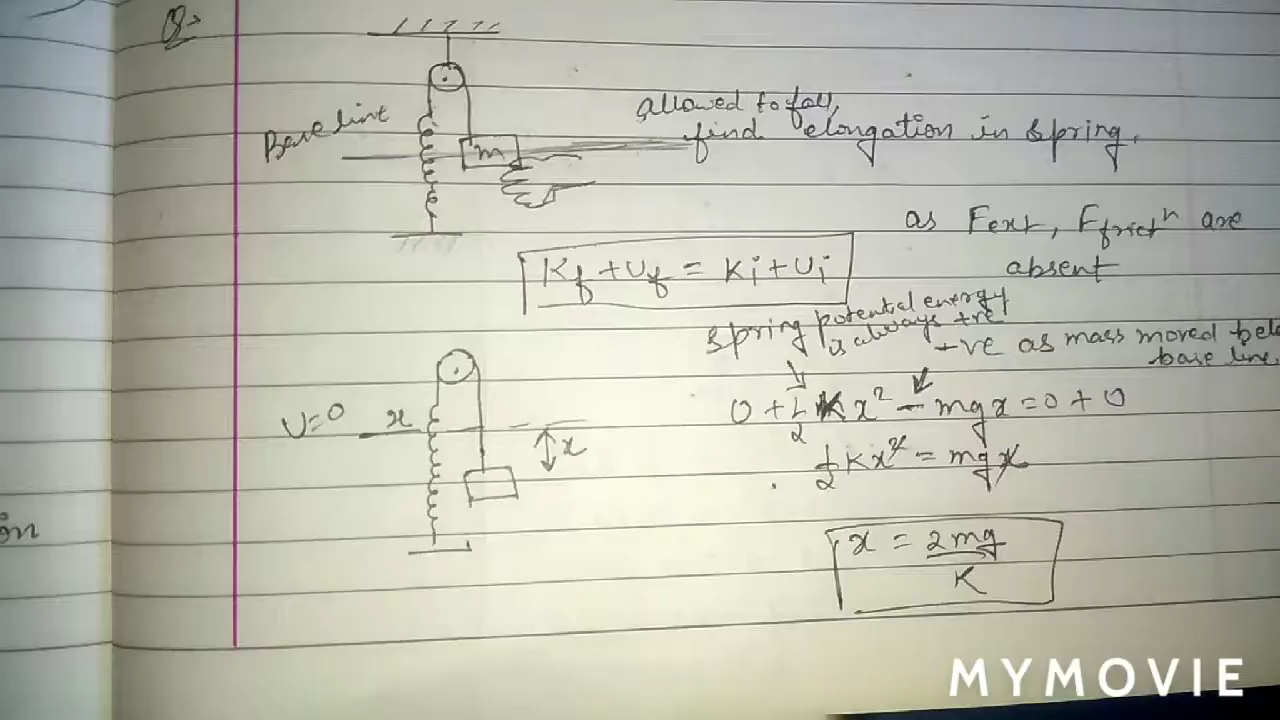 Q:→
Base line
allowed to fall,
find elongation in spring.
m
as Fext, Ffrictⁿ are
absent
Kf + Uf = Ki + Ui
spring potential energy
is always +ve
+ve as mass moved belo
base line
U=0 x
x
0 + 1/2 Kx² - mgx = 0 + 0
1/2 Kx² = mgx
x = 2mg/K
on
MYMOVIE